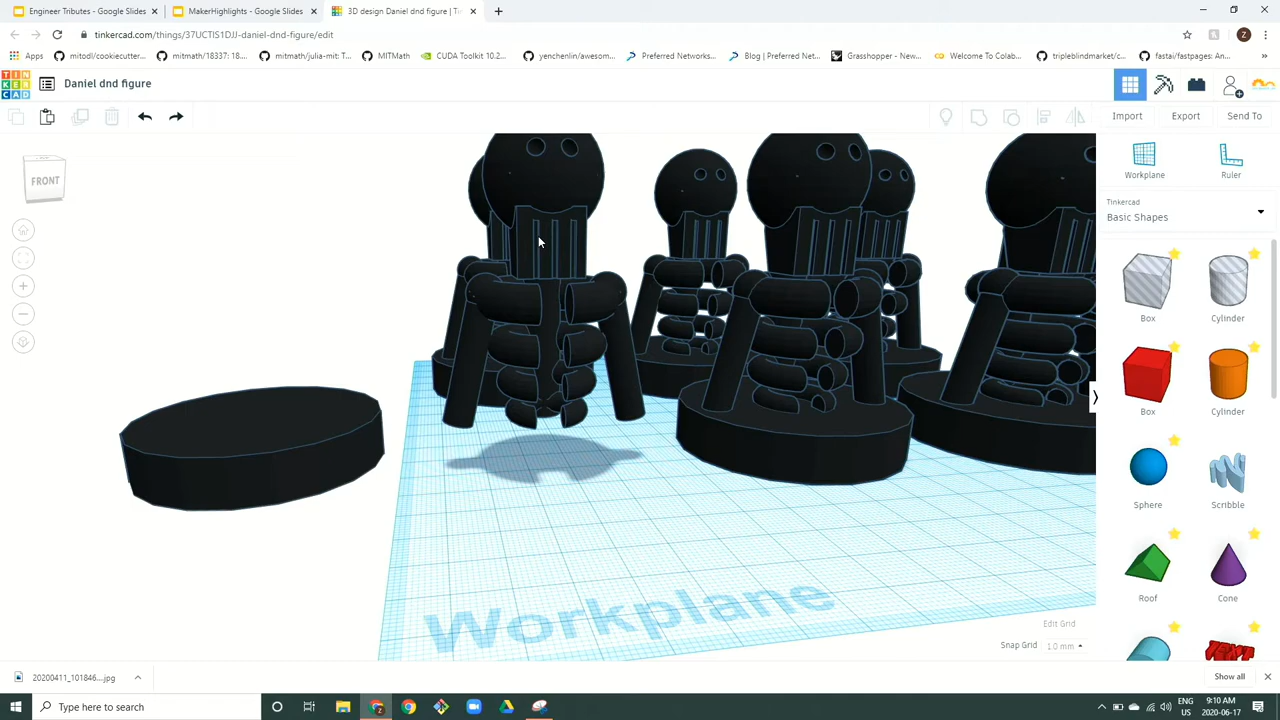 Engineer Tributes - Google Slides
MakerHighlights - Google Slides
3D design Daniel dnd figure | Tin
tinkercad.com/things/37UCTIS1DJJ-daniel-dnd-figure/edit
Apps
mitodl/cookiecutter...
mitmath/18337: 18...
mitmath/julia-mit: T...
MITMath
CUDA Toolkit 10.2...
yenchenlin/awesom...
Preferred Networks...
Blog | Preferred Net...
Grasshopper - New...
Welcome To Colab...
tripleblindmarket/c...
fastai/fastpages: An...
TIN
KER
CAD
Daniel dnd figure
Import
Export
Send To
FRONT
Workplane
Ruler
Tinkercad
Basic Shapes
Box
Cylinder
Box
Cylinder
Sphere
Scribble
Roof
Cone
TEXT
Workplane
Edit Grid
Snap Grid
1.0 mm
20200411_101846....jpg
Show all
Type here to search
ENG
US
9:10 AM
2020-06-17
Z